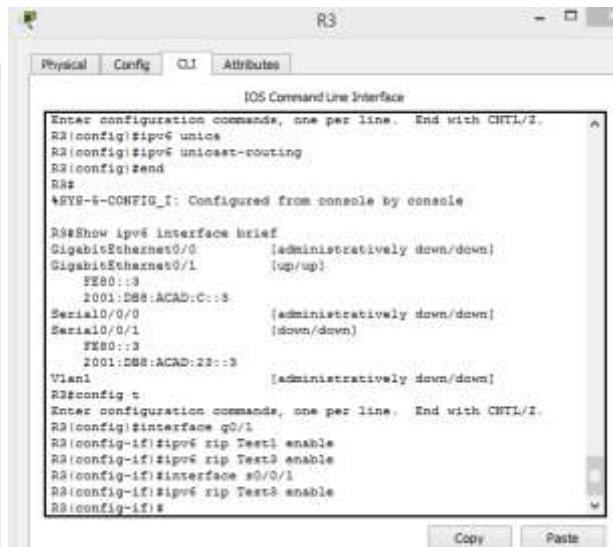 R3
Physical Config CLI Attributes
IOS Command Line Interface
Enter configuration commands, one per line. End with CNTL/Z.
R3(config)#ipv6 unica
R3(config)#ipv6 unicast-routing
R3(config)#end
R3#
%SYS-5-CONFIG_I: Configured from console by console
R3#Show ipv6 interface brief
GigabitEthernet0/0 [administratively down/down]
GigabitEthernet0/1 [up/up]
FE80::3
2001:DB8:ACAD:C::3
Serial0/0/0 [administratively down/down]
Serial0/0/1 [down/down]
FE80::3
2001:DB8:ACAD:23::3
Vlan1 [administratively down/down]
R3#config t
Enter configuration commands, one per line. End with CNTL/Z.
R3(config)#interface g0/1
R3(config-if)#ipv6 rip Test1 enable
R3(config-if)#ipv6 rip Test3 enable
R3(config-if)#interface s0/0/1
R3(config-if)#ipv6 rip Test3 enable
R3(config-if)#
Copy Paste